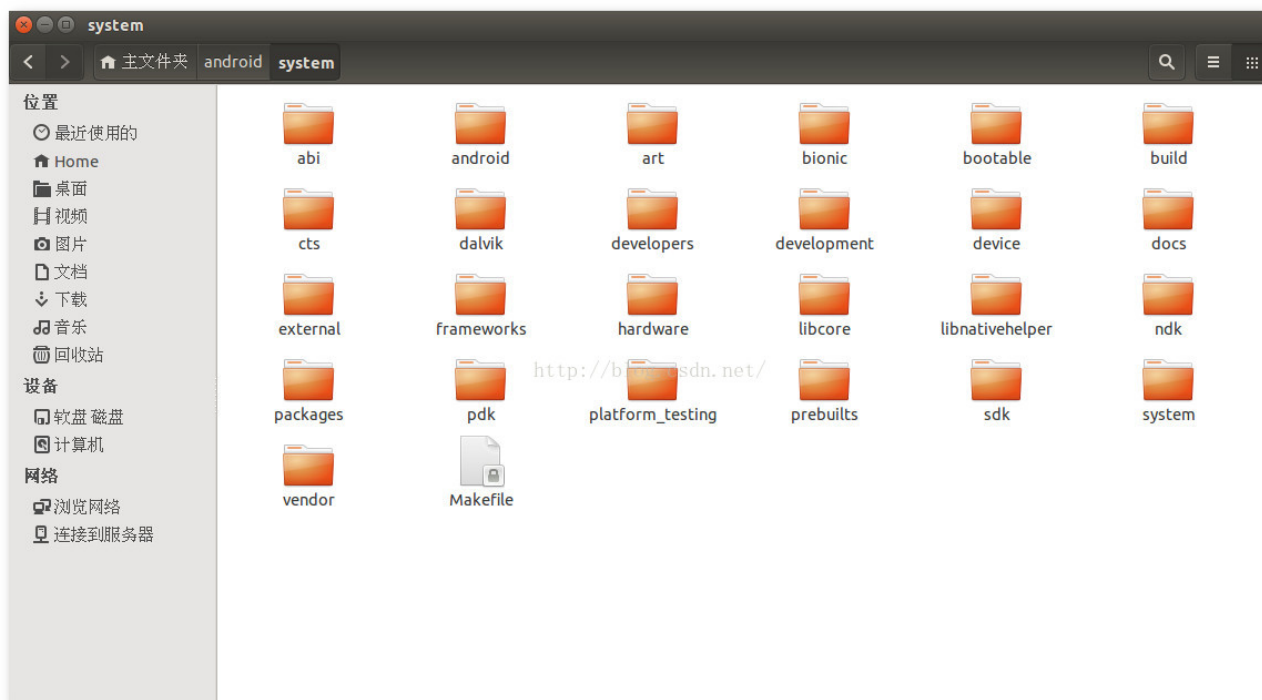 system
主文件夹 android system
位置
最近使用的
Home
桌面
视频
图片
文档
下载
音乐
回收站
设备
软盘 磁盘
计算机
网络
浏览网络
连接到服务器
abi android art bionic bootable build
cts dalvik developers development device docs
external frameworks hardware libcore libnativehelper ndk
http://blog.csdn.net/
packages pdk platform_testing prebuilts sdk system
vendor Makefile